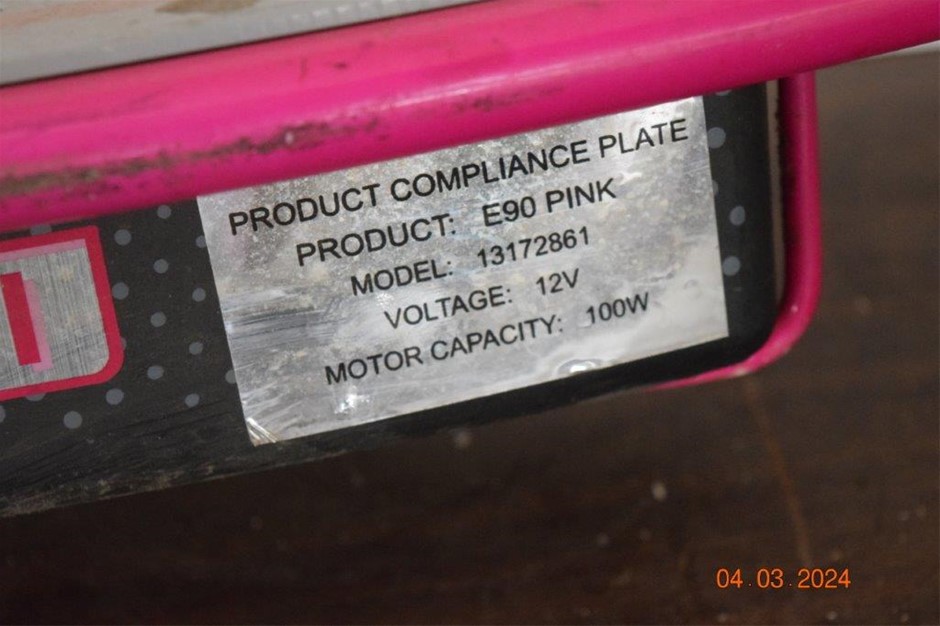 PRODUCT COMPLIANCE PLATE
PRODUCT: E90 PINK
MODEL: 13172861
VOLTAGE: 12V
MOTOR CAPACITY: 100W
04.03.2024